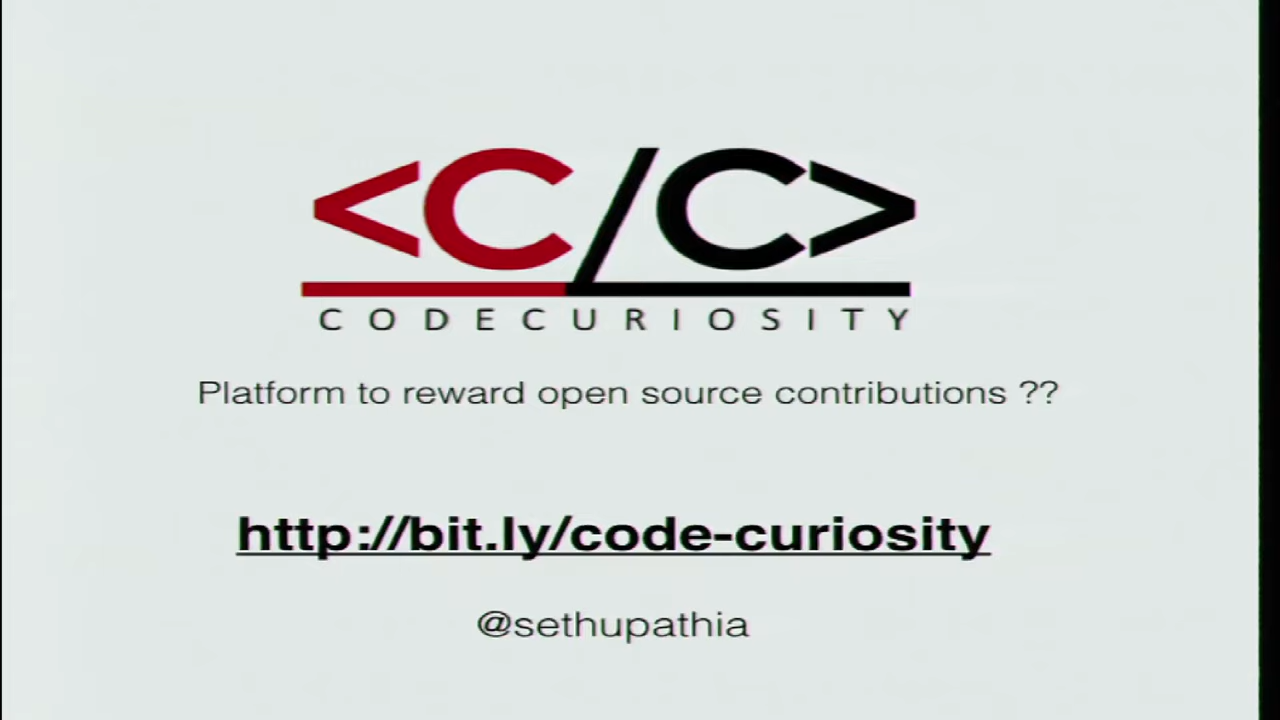 <C/C>
CODECURIOSITY
Platform to reward open source contributions ??
http://bit.ly/code-curiosity
@sethupathia